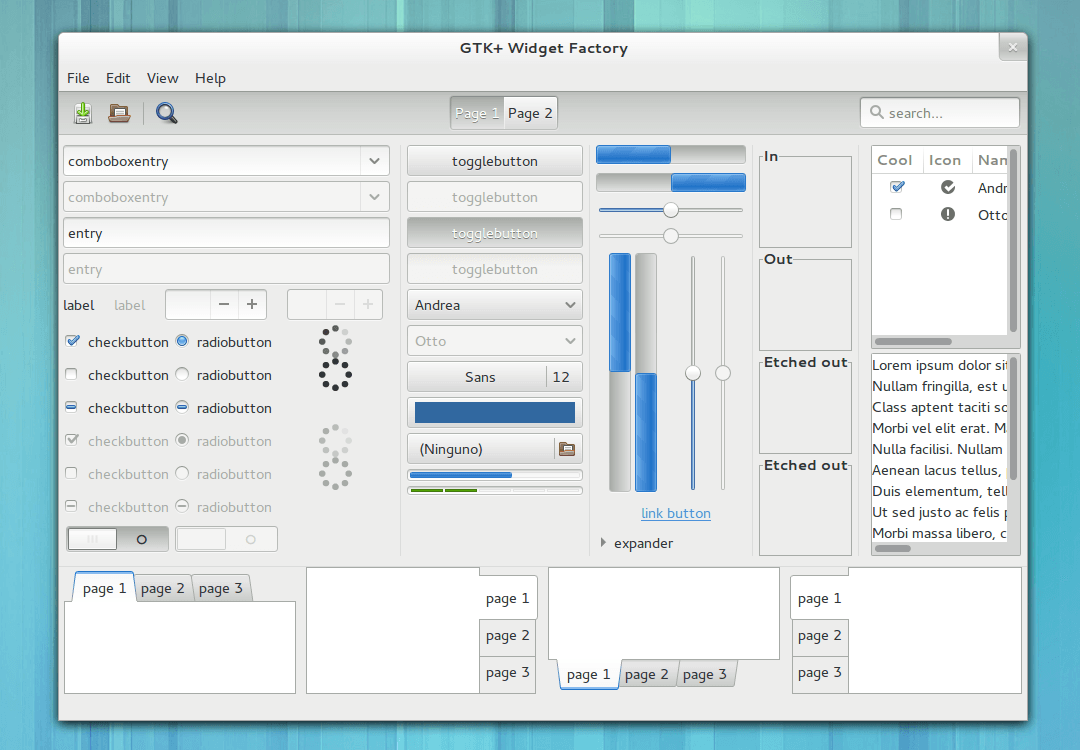 GTK+ Widget Factory
File Edit View Help
Page 1 Page 2 search...
comboboxentry
comboboxentry
entry
entry
label label
checkbutton radiobutton
checkbutton radiobutton
checkbutton radiobutton
checkbutton radiobutton
checkbutton radiobutton
checkbutton radiobutton
togglebutton
togglebutton
togglebutton
togglebutton
Andrea
Otto
Sans 12
(Ninguno)
link button
expander
In
Out
Etched out
Etched out
Cool Icon Nan
Andr
Otto
Lorem ipsum dolor sit
Nullam fringilla, est u
Class aptent taciti so
Morbi vel elit erat. M
Nulla facilisi. Nullam
Aenean lacus tellus,
Duis elementum, tell
Ut sed justo ac felis p
Morbi massa libero, c
page 1 page 2 page 3
page 1
page 2
page 3
page 1 page 2 page 3
page 1
page 2
page 3